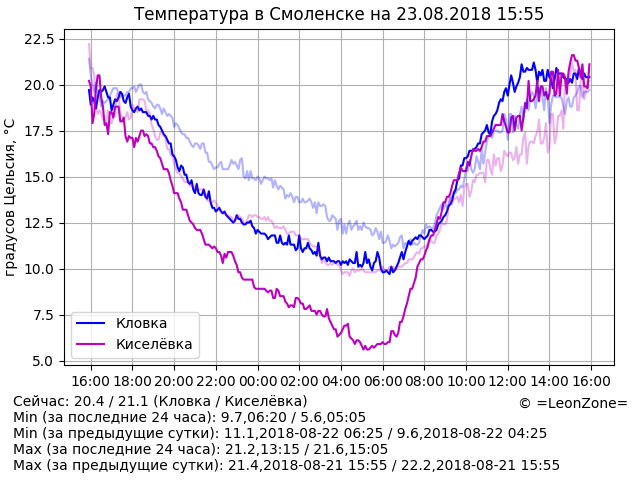 Температура в Смоленске на 23.08.2018 15:55
градусов Цельсия, °C
22.5
20.0
17.5
15.0
12.5
10.0
7.5
5.0
Кловка
Киселёвка
16:00 18:00 20:00 22:00 00:00 02:00 04:00 06:00 08:00 10:00 12:00 14:00 16:00
Сейчас: 20.4 / 21.1 (Кловка / Киселёвка)
© =LeonZone=
Min (за последние 24 часа): 9.7,06:20 / 5.6,05:05
Min (за предыдущие сутки): 11.1,2018-08-22 06:25 / 9.6,2018-08-22 04:25
Max (за последние 24 часа): 21.2,13:15 / 21.6,15:05
Max (за предыдущие сутки): 21.4,2018-08-21 15:55 / 22.2,2018-08-21 15:55